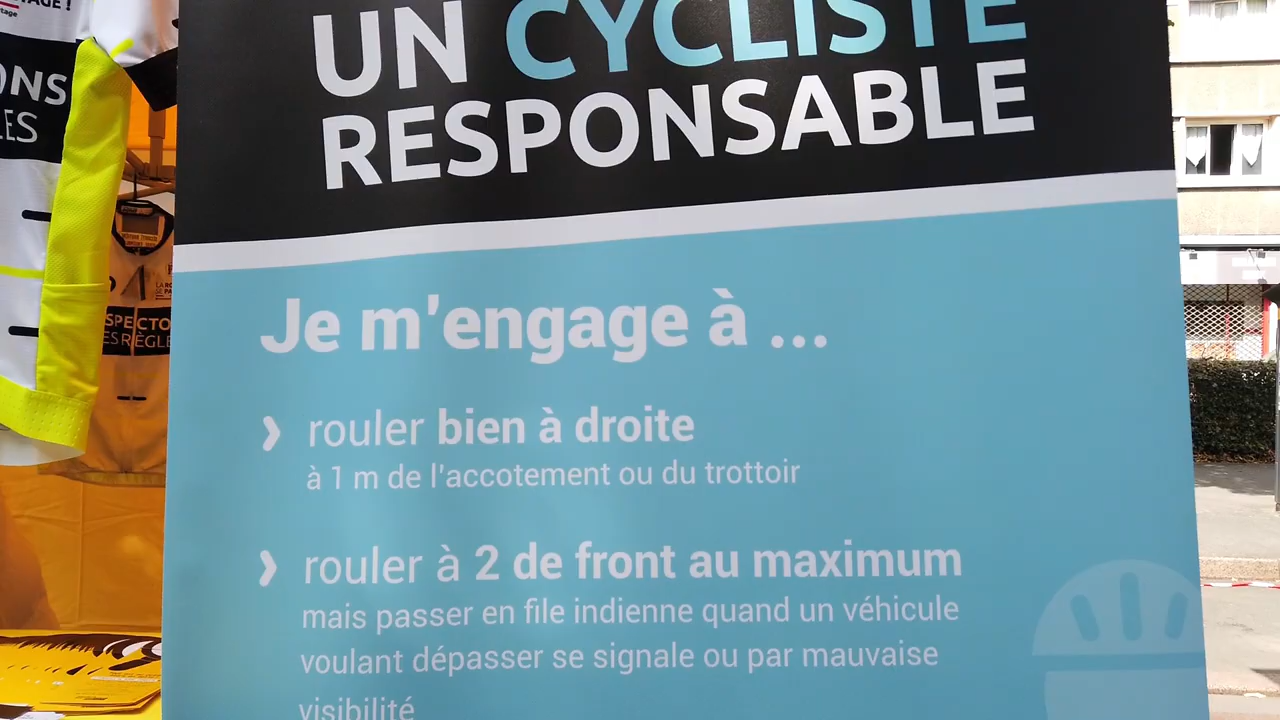 UN CYCLISTE
RESPONSABLE
Je m'engage à ...
❯ rouler bien à droite
à 1 m de l'accotement ou du trottoir
❯ rouler à 2 de front au maximum
mais passer en file indienne quand un véhicule
voulant dépasser se signale ou par mauvaise
visibilité